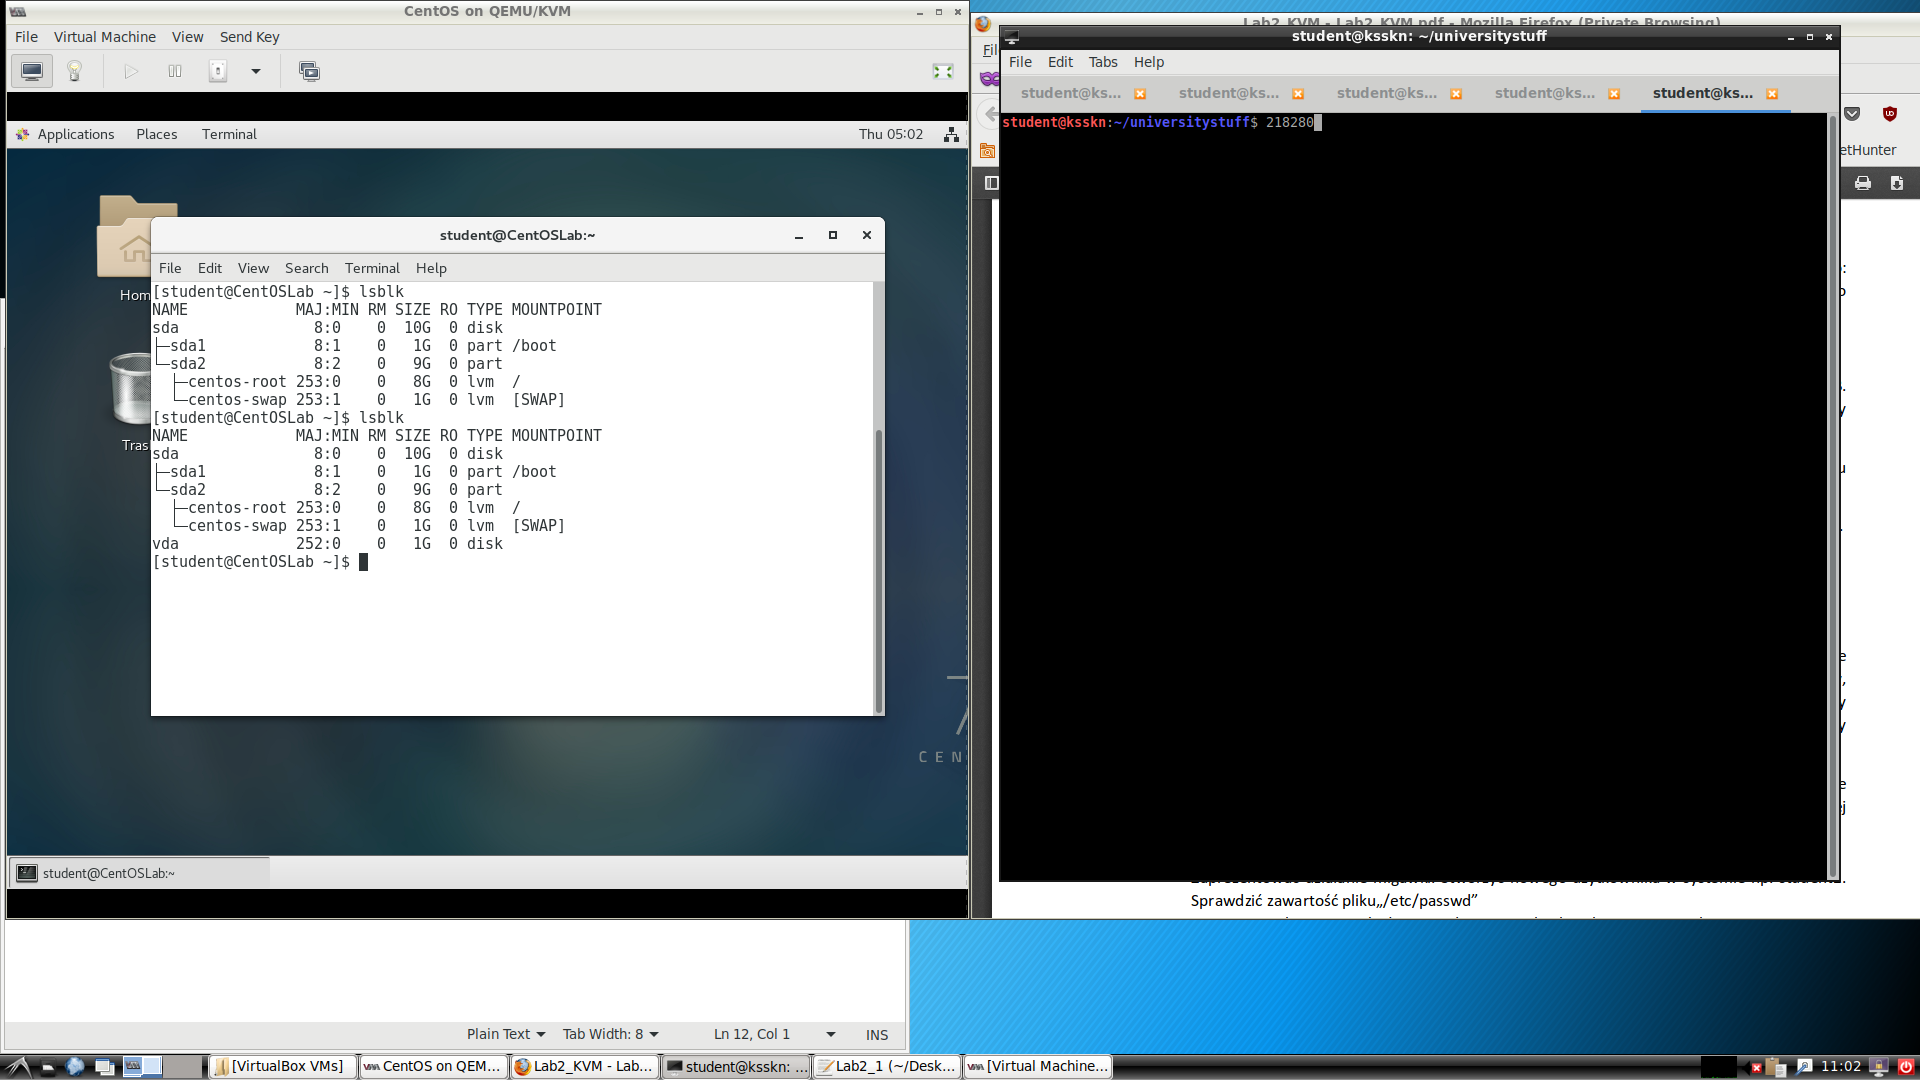 CentOS on QEMU/KVM
File Virtual Machine View Send Key
Applications Places Terminal Thu 05:02
Hom
Tras
student@CentOSLab:~
File Edit View Search Terminal Help
[student@CentOSLab ~]$ lsblk
NAME MAJ:MIN RM SIZE RO TYPE MOUNTPOINT
sda 8:0 0 10G 0 disk
├─sda1 8:1 0 1G 0 part /boot
└─sda2 8:2 0 9G 0 part
├─centos-root 253:0 0 8G 0 lvm /
└─centos-swap 253:1 0 1G 0 lvm [SWAP]
[student@CentOSLab ~]$ lsblk
NAME MAJ:MIN RM SIZE RO TYPE MOUNTPOINT
sda 8:0 0 10G 0 disk
├─sda1 8:1 0 1G 0 part /boot
└─sda2 8:2 0 9G 0 part
├─centos-root 253:0 0 8G 0 lvm /
└─centos-swap 253:1 0 1G 0 lvm [SWAP]
vda 252:0 0 1G 0 disk
[student@CentOSLab ~]$
CEN
student@CentOSLab:~
Lab2_KVM - Lab2_KVM.pdf - Mozilla Firefox (Private Browsing)
Fil
student@ksskn: ~/universitystuff
File Edit Tabs Help
student@ks... student@ks... student@ks... student@ks... student@ks...
student@ksskn:~/universitystuff$ 218280
etHunter
Sprawdzić zawartość pliku„/etc/passwd”
Plain Text Tab Width: 8 Ln 12, Col 1 INS
[VirtualBox VMs] CentOS on QEM... Lab2_KVM - Lab... student@ksskn: ... Lab2_1 (~/Desk... [Virtual Machine... 11:02